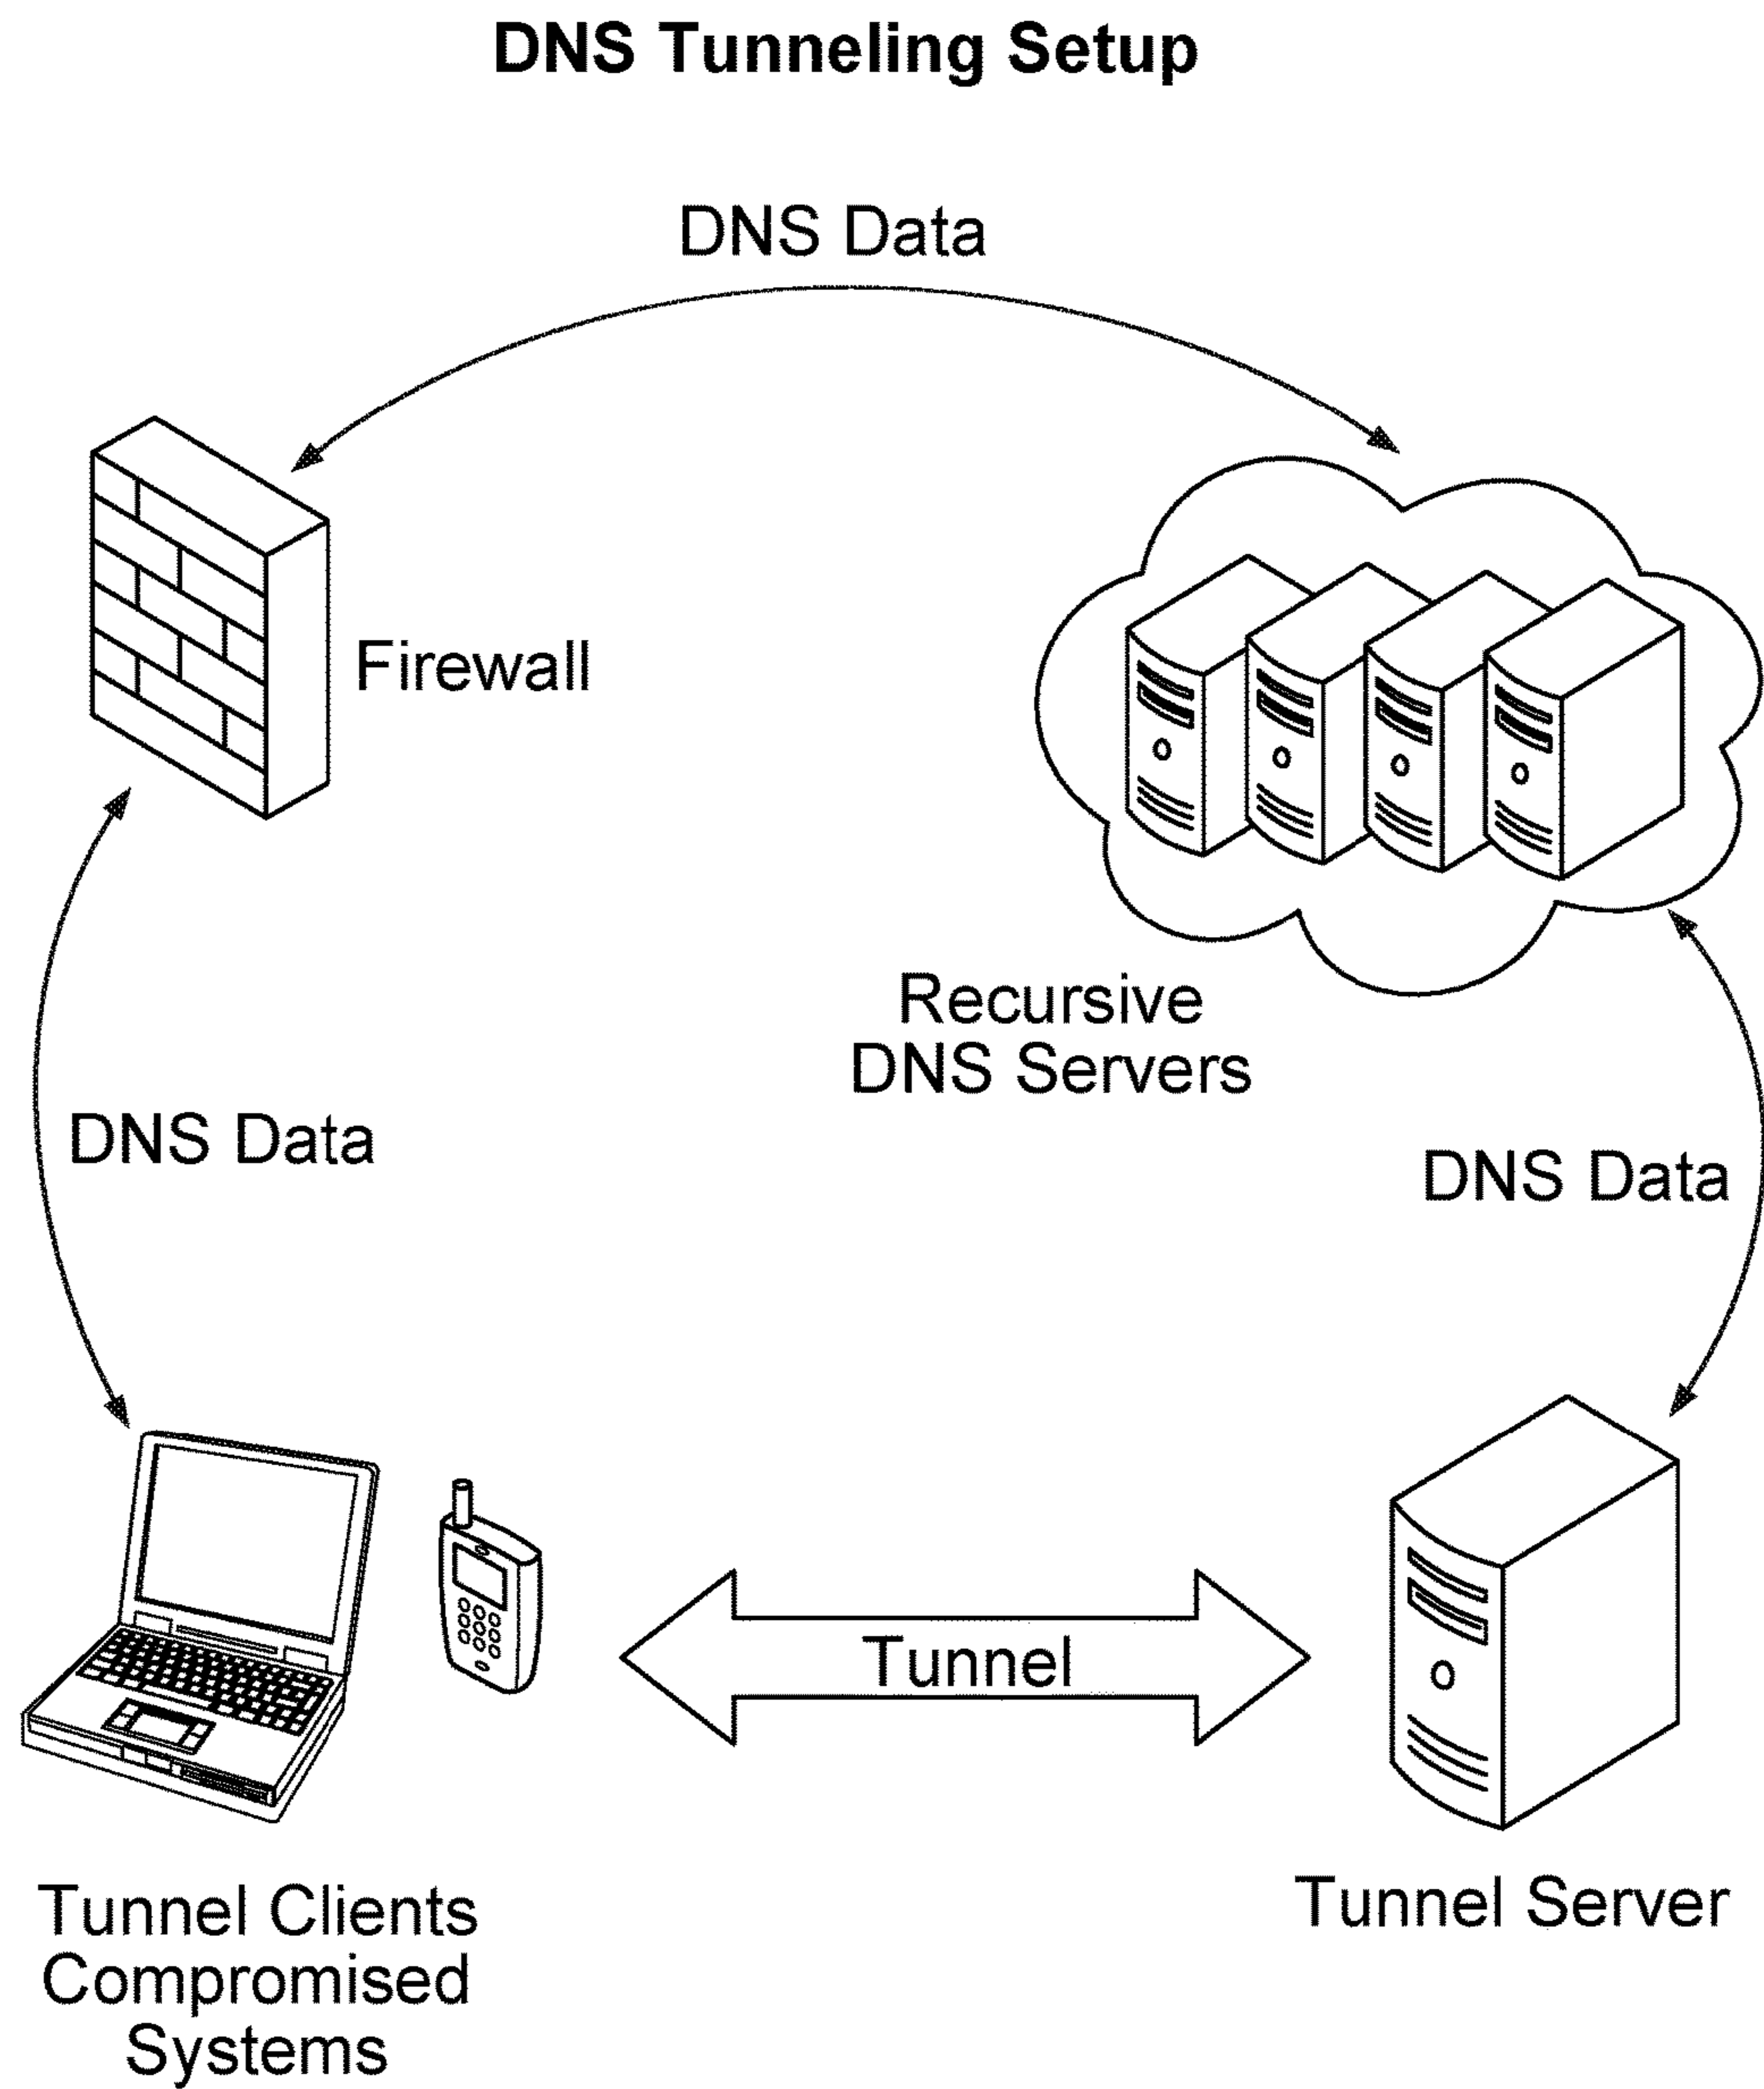 DNS Tunneling Setup
DNS Data
Firewall
Recursive
DNS Servers
DNS Data
DNS Data
Tunnel
Tunnel Clients
Compromised
Systems
Tunnel Server